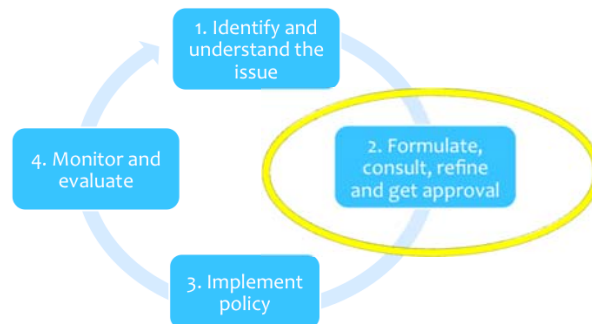 1. Identify and
understand the
issue
2. Formulate,
consult, refine
and get approval
3. Implement
policy
4. Monitor and
evaluate